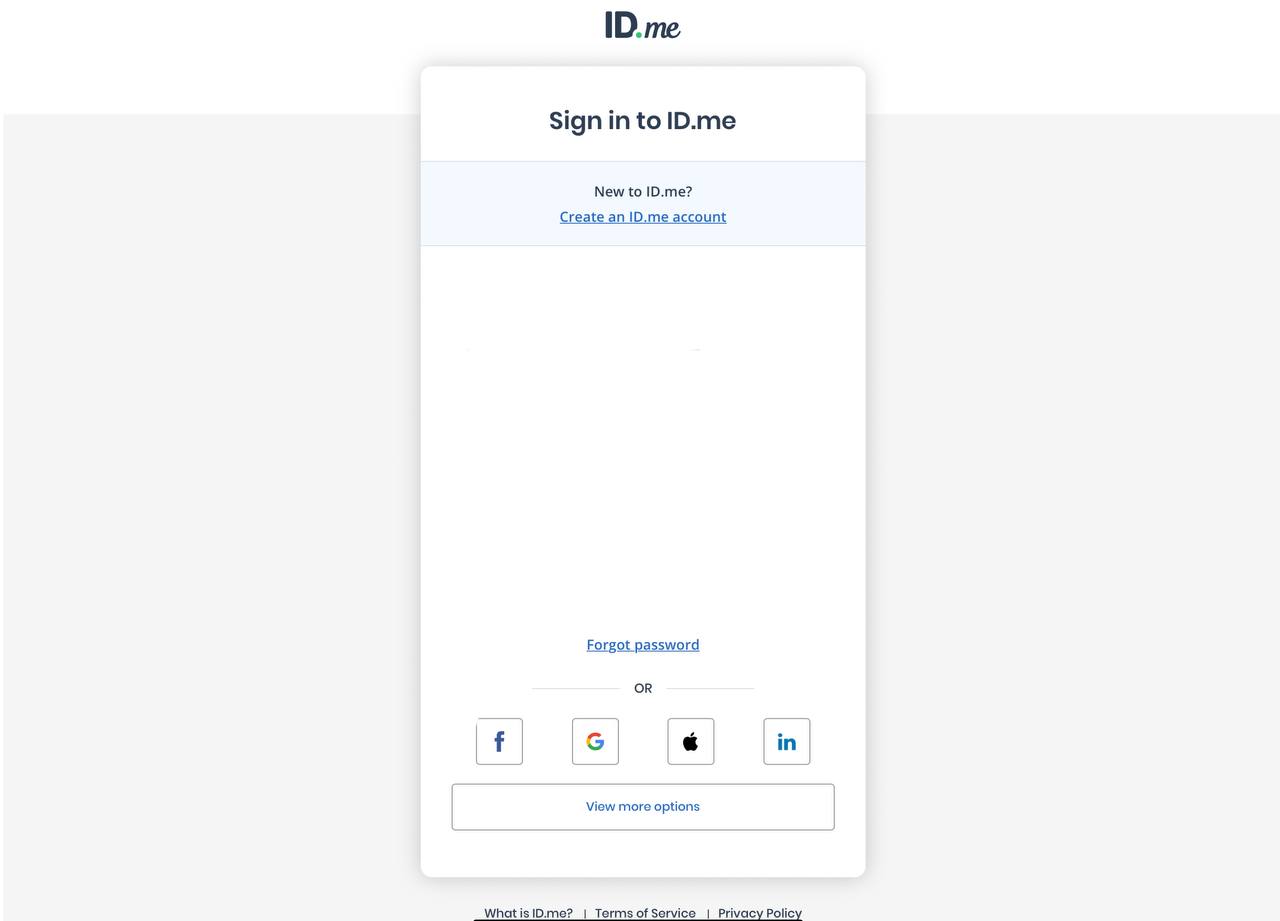 ID.me
Sign in to ID.me
New to ID.me?
Create an ID.me account
Forgot password
OR
f
G
in
View more options
What is ID.me? | Terms of Service | Privacy Policy